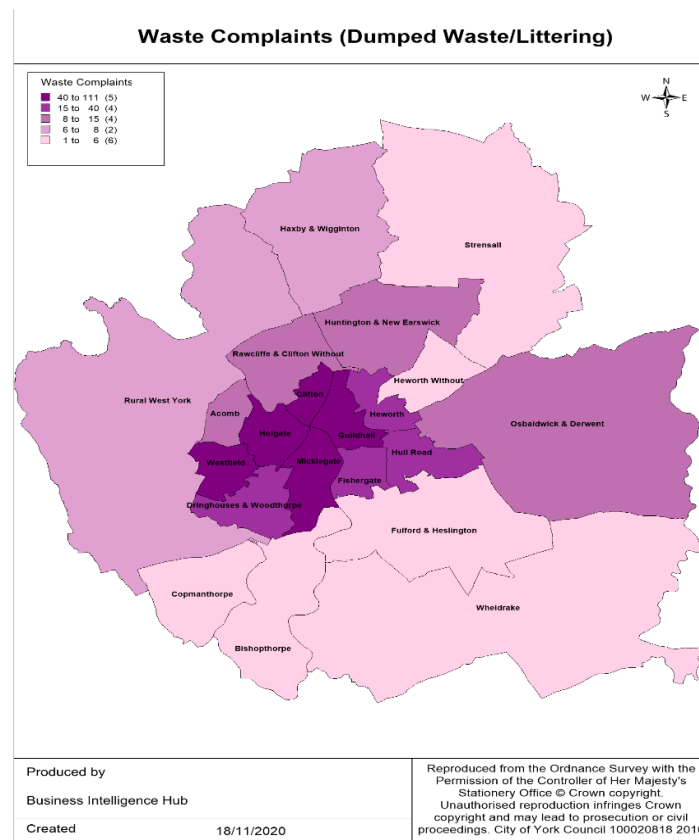 Waste Complaints (Dumped Waste/Littering)
Waste Complaints
40 to 111 (5)
15 to 40 (4)
8 to 15 (4)
6 to 8 (2)
1 to 6 (6)
N
W E
S
Haxby & Wigginton
Strensall
Huntington & New Earswick
Rawcliffe & Clifton Without
Heworth Without
Rural West York
Clifton
Acomb
Heworth
Osbaldwick & Derwent
Holgate
Guildhall
Hull Road
Westfield
Micklegate
Fishergate
Dringhouses & Woodthorpe
Fulford & Heslington
Copmanthorpe
Wheldrake
Bishopthorpe
Produced by
Business Intelligence Hub
Created 18/11/2020
Reproduced from the Ordnance Survey with the
Permission of the Controller of Her Majesty's
Stationery Office © Crown copyright.
Unauthorised reproduction infringes Crown
copyright and may lead to prosecution or civil
proceedings. City of York Council 100020818